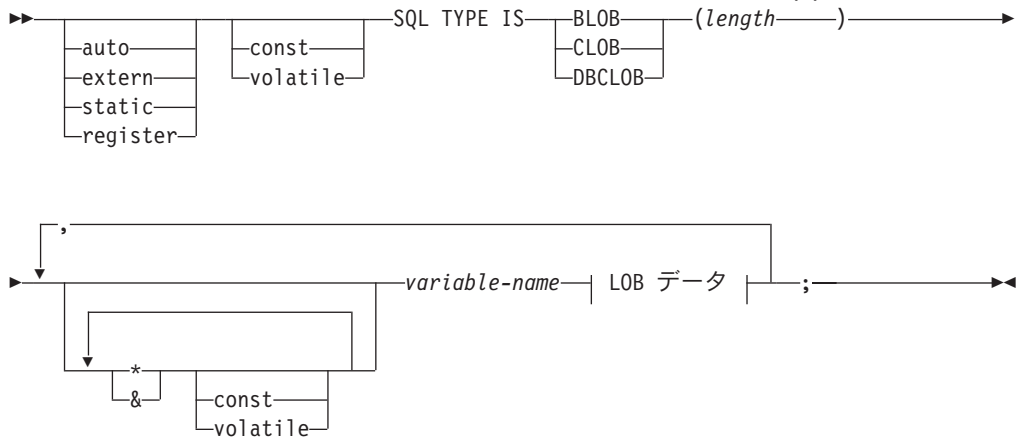 SQL TYPE IS BLOB (length )
auto const CLOB
extern volatile DBCLOB
static
register
,
variable-name LOB データ ;
*
& const
volatile